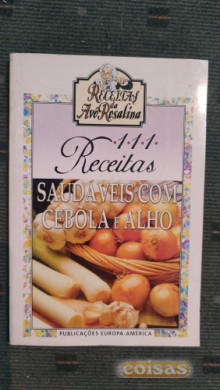 RECEITAS
da
Avó Rosalina
111
Receitas
SAUDÁVEIS COM
CEBOLA E ALHO
PUBLICAÇÕES EUROPA-AMÉRICA
coisas